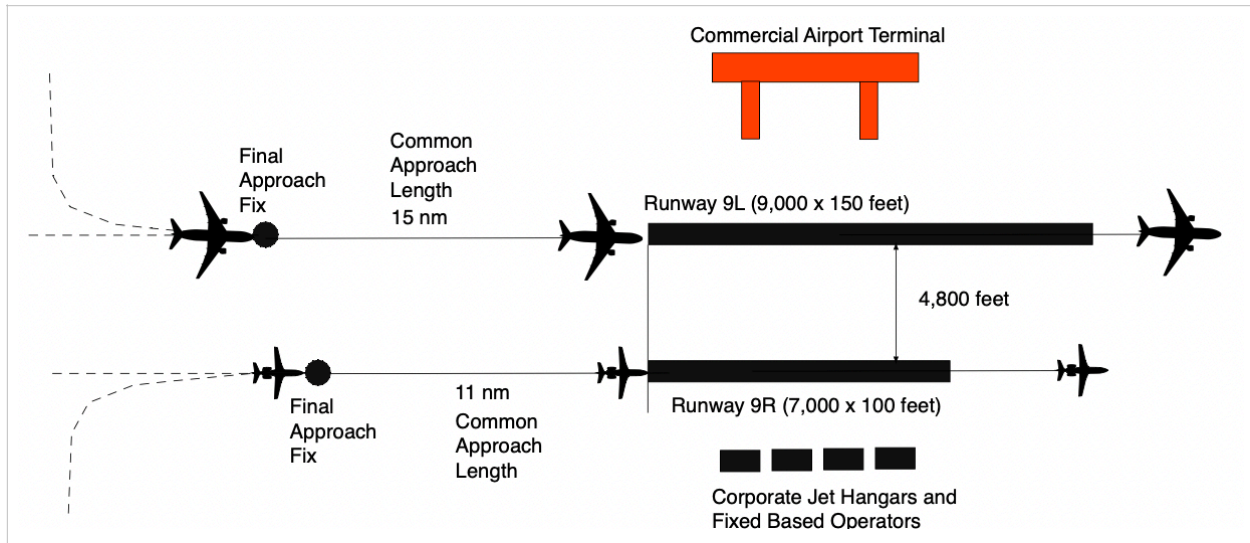 Commercial Airport Terminal
Common
Approach
Length
15 nm
Final
Approach
Fix
Runway 9L (9,000 x 150 feet)
4,800 feet
11 nm
Common
Approach
Length
Final
Approach
Fix
Runway 9R (7,000 x 100 feet)
Corporate Jet Hangars and
Fixed Based Operators